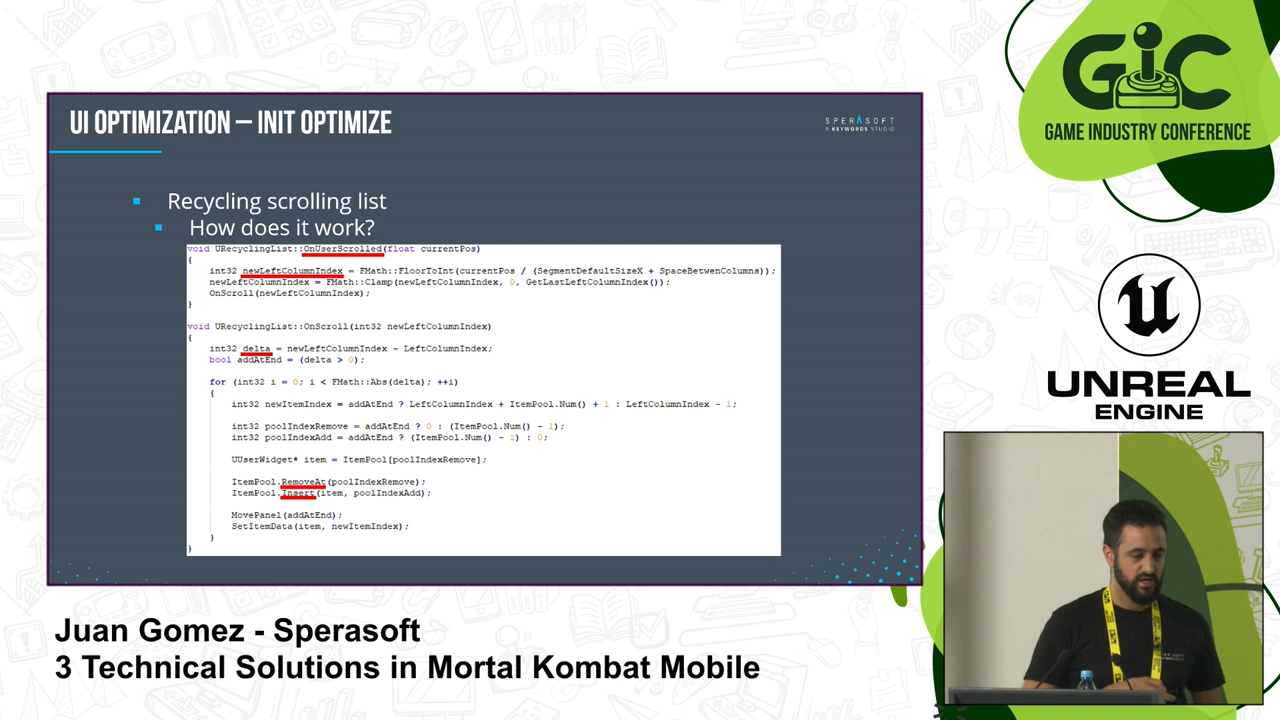 UI OPTIMIZATION – INIT OPTIMIZE
SPERASOFT
A KEYWORDS STUDIO
Recycling scrolling list
How does it work?
void URecyclingList::OnUserScrolled(float currentPos)
{
int32 newLeftColumnIndex = FMath::FloorToInt(currentPos / (SegmentDefaultSizeX + SpaceBetwenColumns));
newLeftColumnIndex = FMath::Clamp(newLeftColumnIndex, 0, GetLastLeftColumnIndex());
OnScroll(newLeftColumnIndex);
}
void URecyclingList::OnScroll(int32 newLeftColumnIndex)
{
int32 delta = newLeftColumnIndex - LeftColumnIndex;
bool addAtEnd = (delta > 0);
for (int32 i = 0; i < FMath::Abs(delta); ++i)
{
int32 newItemIndex = addAtEnd ? LeftColumnIndex + ItemPool.Num() + 1 : LeftColumnIndex - 1;
int32 poolIndexRemove = addAtEnd ? 0 : (ItemPool.Num() - 1);
int32 poolIndexAdd = addAtEnd ? (ItemPool.Num() - 1) : 0;
UUserWidget* item = ItemPool[poolIndexRemove];
ItemPool.RemoveAt(poolIndexRemove);
ItemPool.Insert(item, poolIndexAdd);
MovePanel(addAtEnd);
SetItemData(item, newItemIndex);
}
}
GIC
GAME INDUSTRY CONFERENCE
UNREAL
ENGINE
Juan Gomez - Sperasoft
3 Technical Solutions in Mortal Kombat Mobile